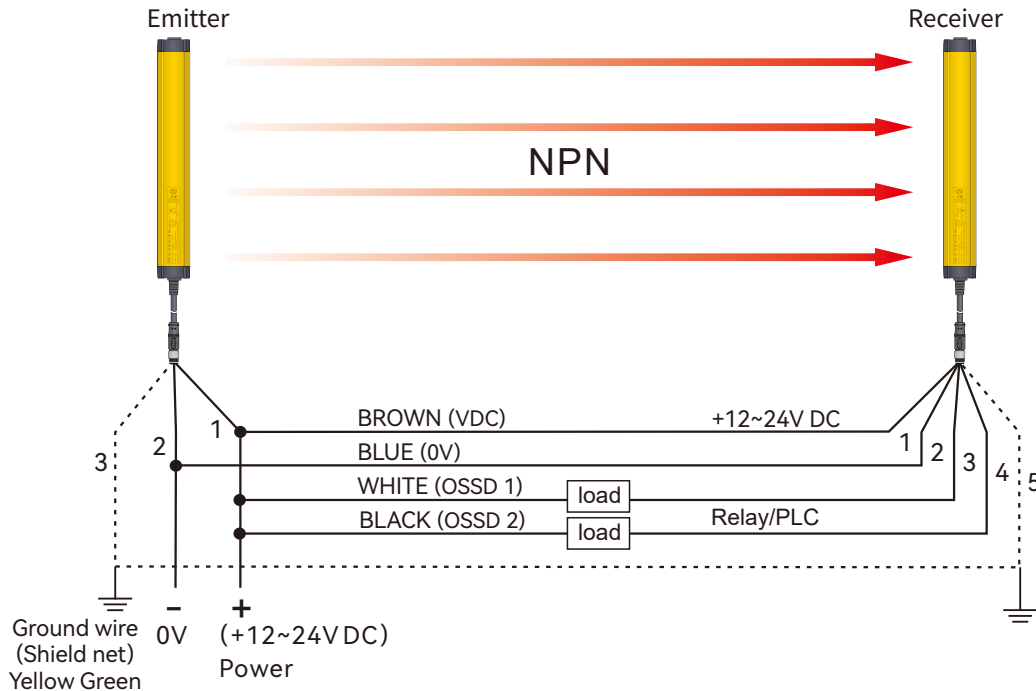 Emitter
Receiver
NPN
BROWN (VDC)
+12~24V DC
1
1
BLUE (0V)
2
2
3
3
WHITE (OSSD 1)
load
4
5
BLACK (OSSD 2)
load
Relay/PLC
-
+
Ground wire
(Shield net)
Yellow Green
0V
(+12~24V DC)
Power